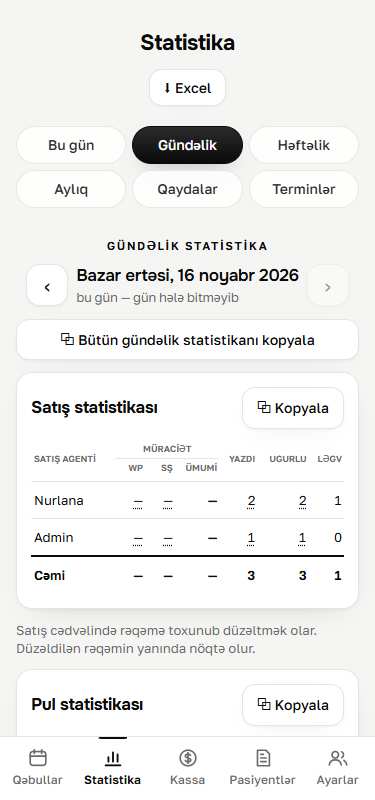 Statistika
⭳ Excel
Bu gün
Gündəlik
Həftəlik
Aylıq
Qaydalar
Terminlər
GÜNDƏLİK STATİSTİKA
‹ Bazar ertəsi, 16 noyabr 2026 ›
bu gün — gün hələ bitməyib
Bütün gündəlik statistikanı kopyala
Satış statistikası
Kopyala
SATIŞ AGENTİ MÜRACİƏT YAZDI UĞURLU LƏĞV
WP SŞ ÜMUMİ
Nurlana — — — 2 2 1
Admin — — — 1 1 0
Cəmi — — — 3 3 1
Satış cədvəlində rəqəmə toxunub düzəltmək olar.
Düzəldilən rəqəmin yanında nöqtə olur.
Pul statistikası
Kopyala
Qəbullar
Statistika
Kassa
Pasiyentlər
Ayarlar